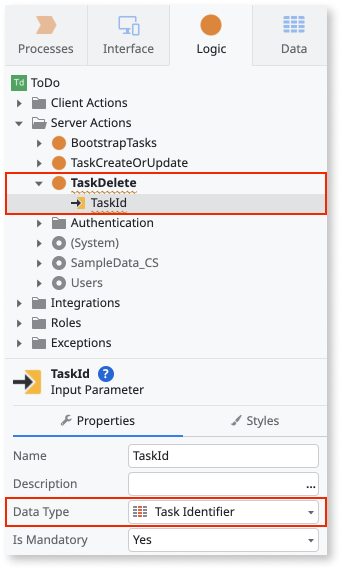 Processes Interface Logic Data
Td ToDo
Client Actions
Server Actions
BootstrapTasks
TaskCreateOrUpdate
TaskDelete
TaskId
Authentication
(System)
SampleData_CS
Users
Integrations
Roles
Exceptions
TaskId ?
Input Parameter
Properties Styles
Name TaskId
Description ...
Data Type Task Identifier
Is Mandatory Yes